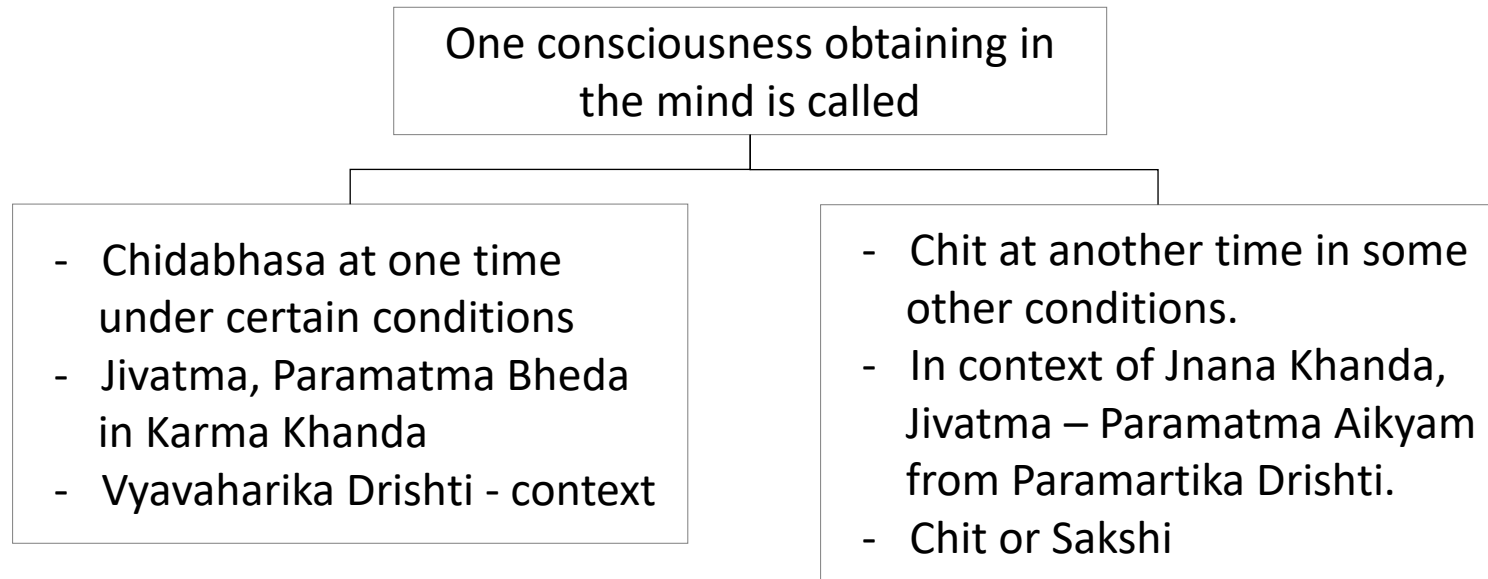 One consciousness obtaining in
the mind is called
- Chidabhasa at one time
under certain conditions
- Jivatma, Paramatma Bheda
in Karma Khanda
- Vyavaharika Drishti - context
- Chit at another time in some
other conditions.
- In context of Jnana Khanda,
Jivatma – Paramatma Aikyam
from Paramartika Drishti.
- Chit or Sakshi